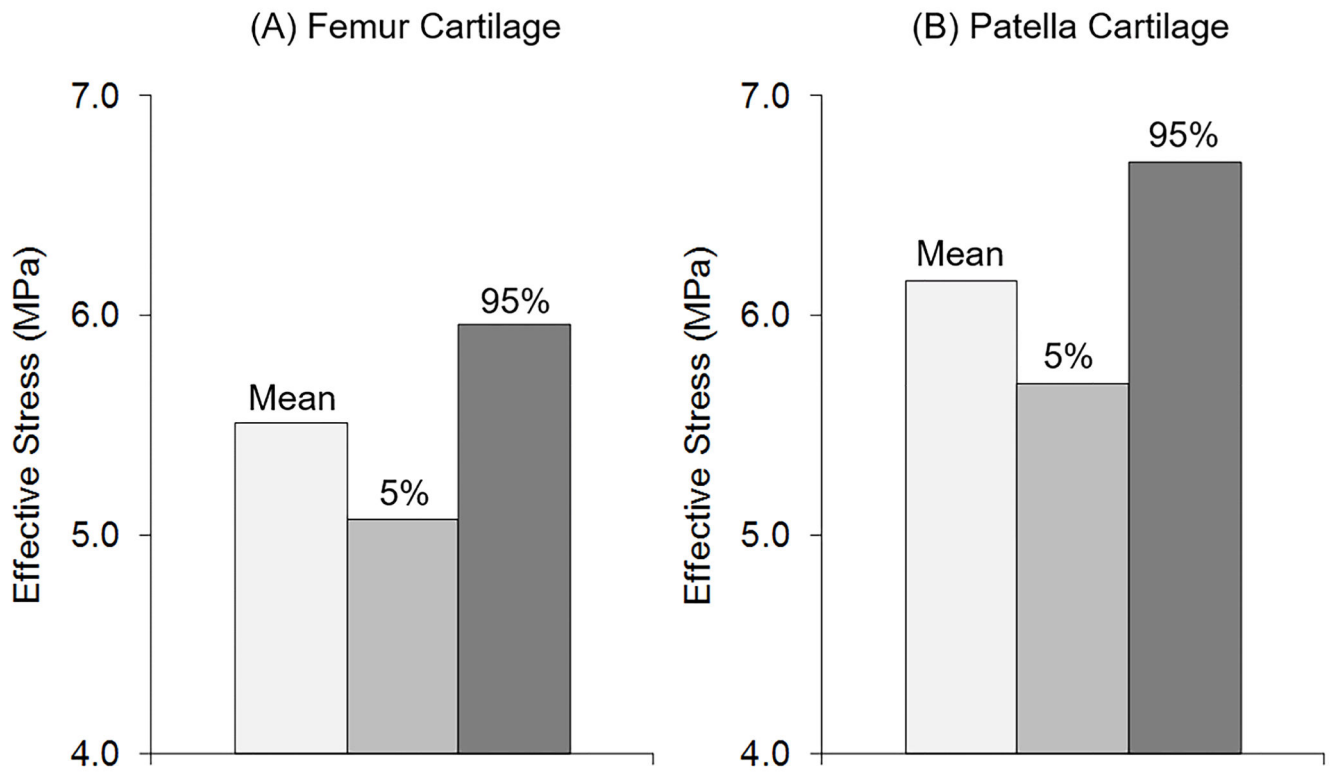 (A) Femur Cartilage
7.0
6.0
5.0
4.0
Effective Stress (MPa)
Mean
5%
95%
(B) Patella Cartilage
7.0
6.0
5.0
4.0
Effective Stress (MPa)
Mean
5%
95%